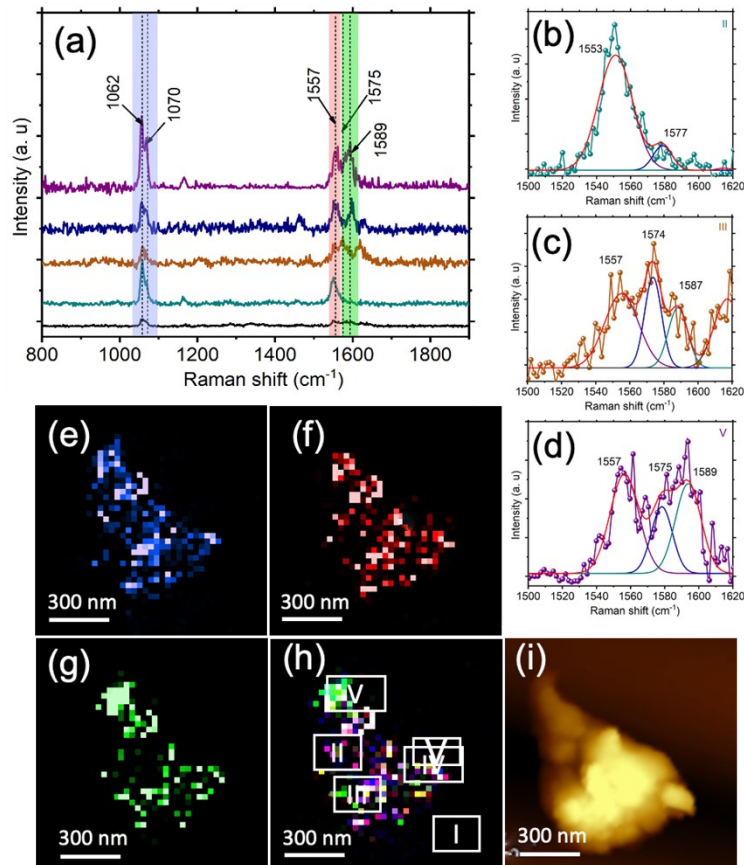 (a)
1062
1070
1557
1575
1589
Intensity (a. u)
800 1000 1200 1400 1600 1800
Raman shift (cm-1)
(b)
II
1553
1577
Intensity (a. u)
1500 1520 1540 1560 1580 1600 1620
Raman shift (cm-1)
(c)
III
1557
1574
1587
Intensity (a. u)
1500 1520 1540 1560 1580 1600 1620
Raman shift (cm-1)
(d)
V
1557
1575
1589
Intensity (a. u)
1500 1520 1540 1560 1580 1600 1620
Raman shift (cm-1)
(e)
300 nm
(f)
300 nm
(g)
300 nm
(h)
V
II
V
IV
I
300 nm
(i)
300 nm